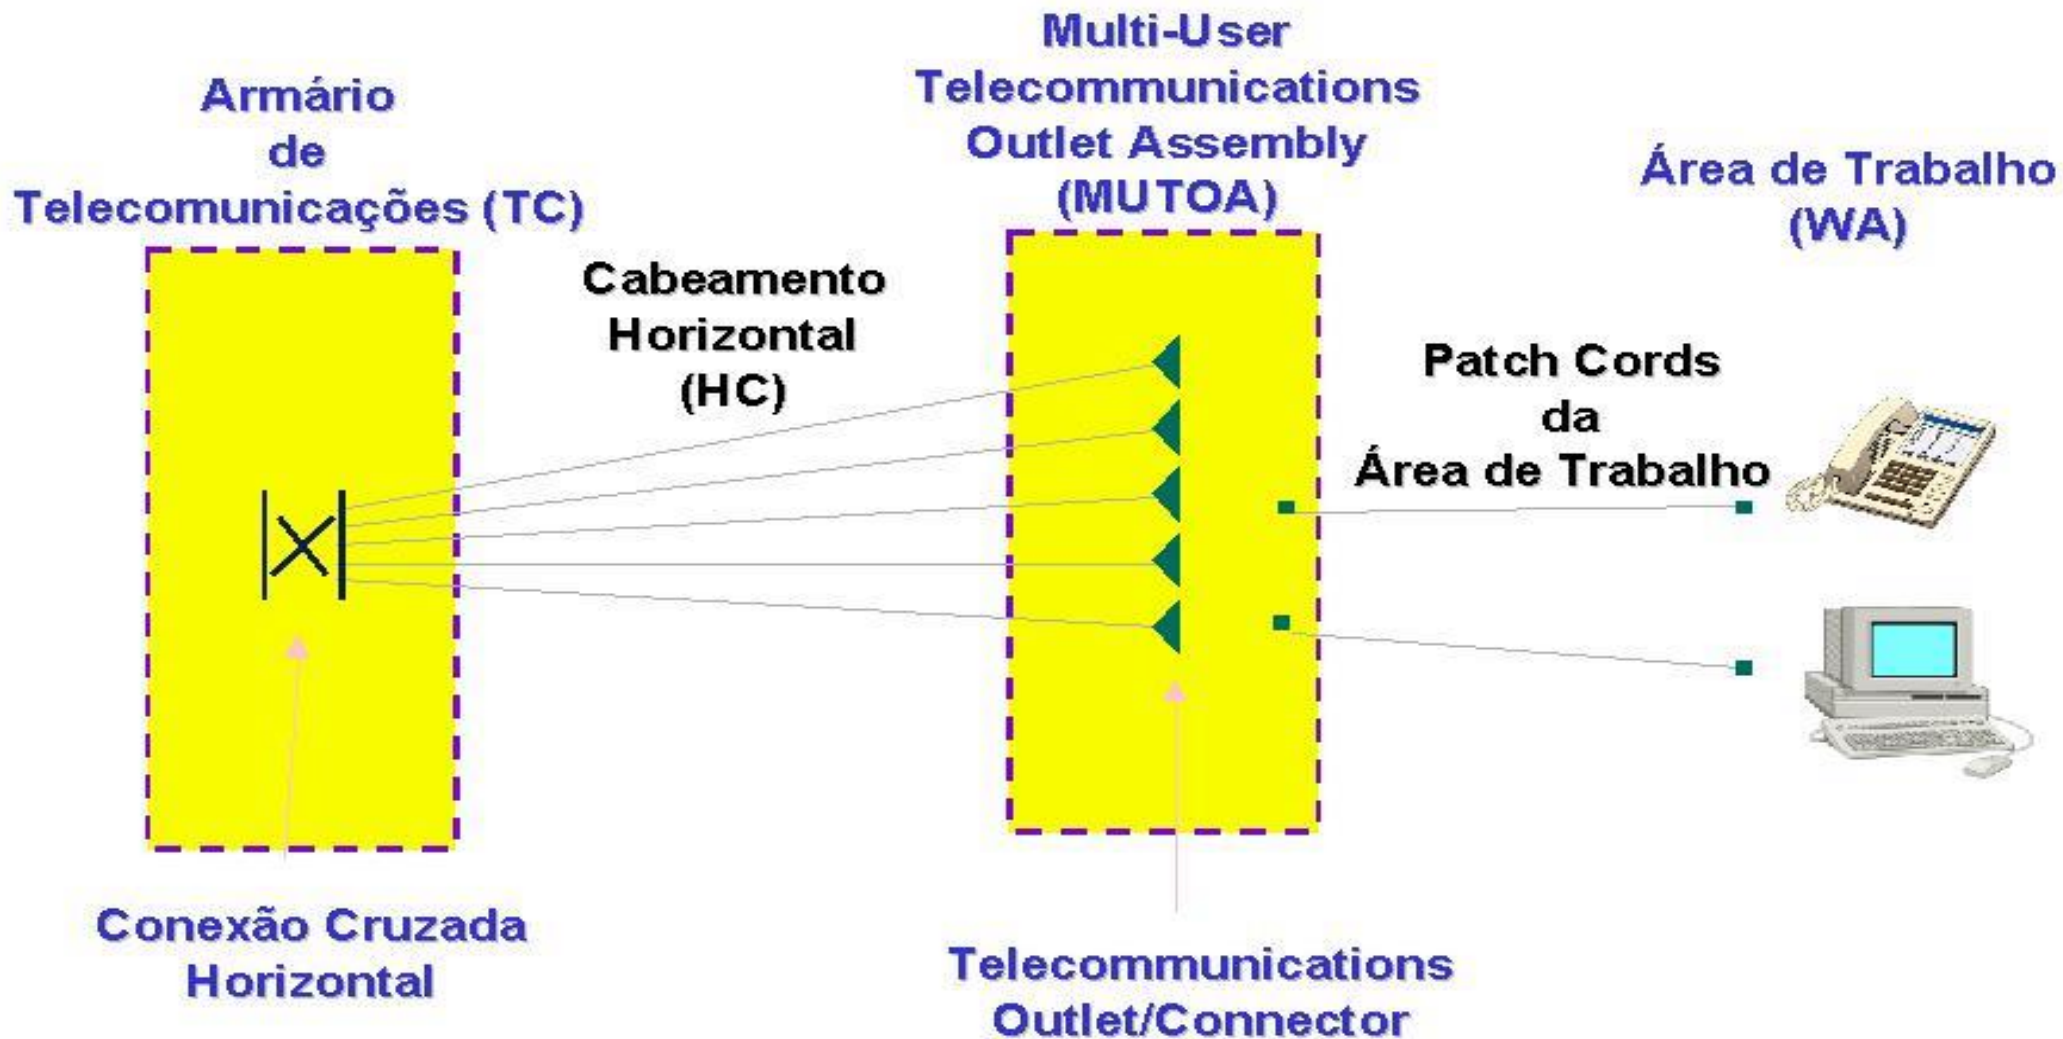 Armário
de
Telecomunicações (TC)
Cabeamento
Horizontal
(HC)
Multi-User
Telecommunications
Outlet Assembly
(MUTOA)
Área de Trabalho
(WA)
Patch Cords
da
Área de Trabalho
Conexão Cruzada
Horizontal
Telecommunications
Outlet/Connector